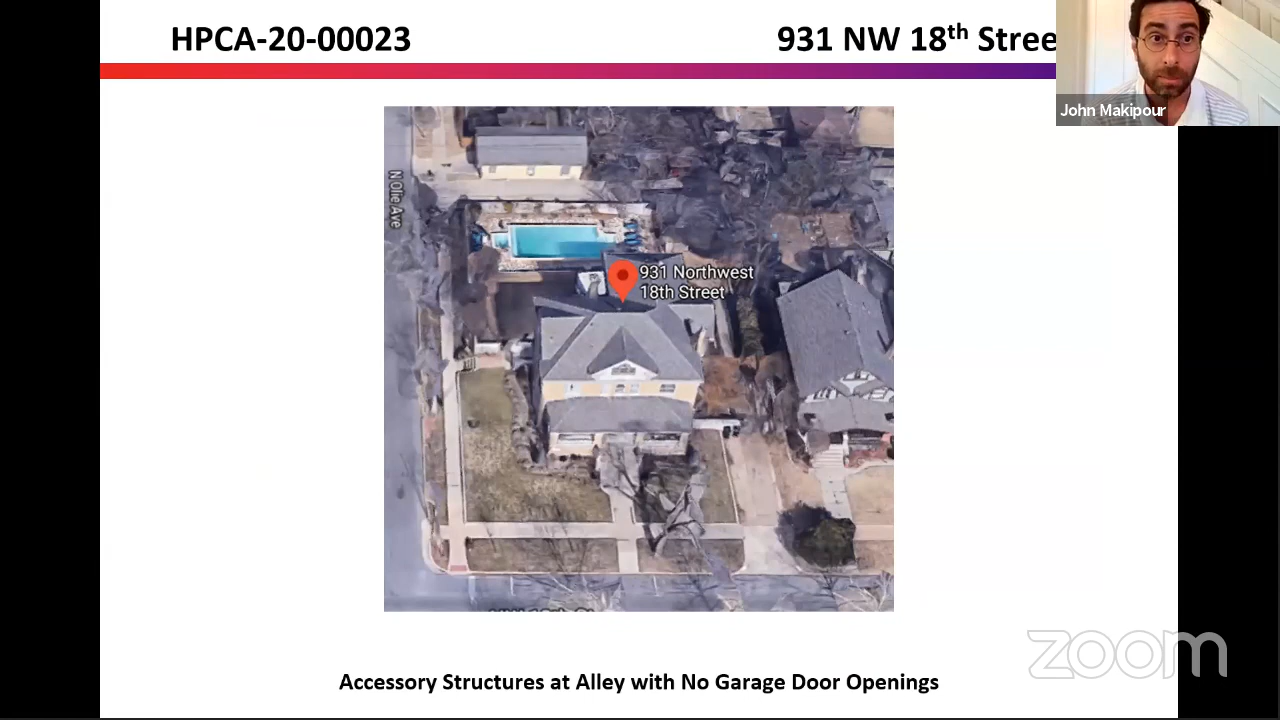 HPCA-20-00023
931 NW 18th Stree
John Makipour
N Olie Ave
931 Northwest
18th Street
zoom
Accessory Structures at Alley with No Garage Door Openings